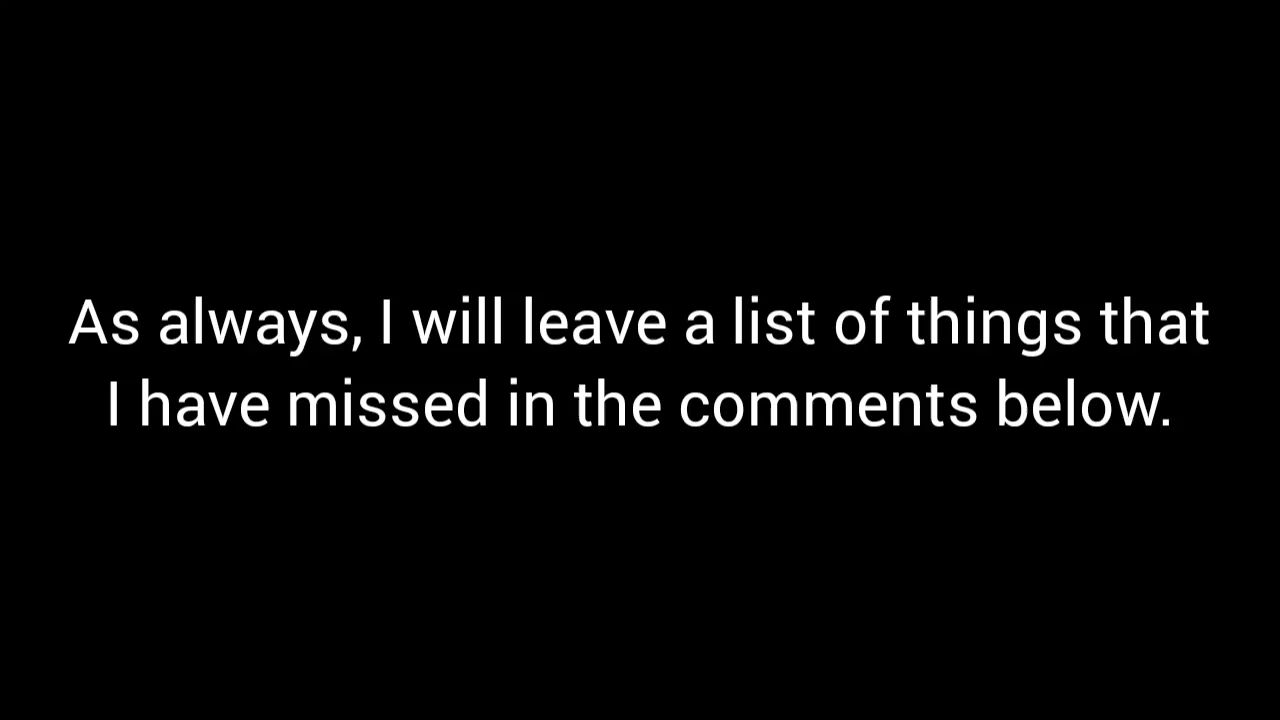 As always, I will leave a list of things that
I have missed in the comments below.